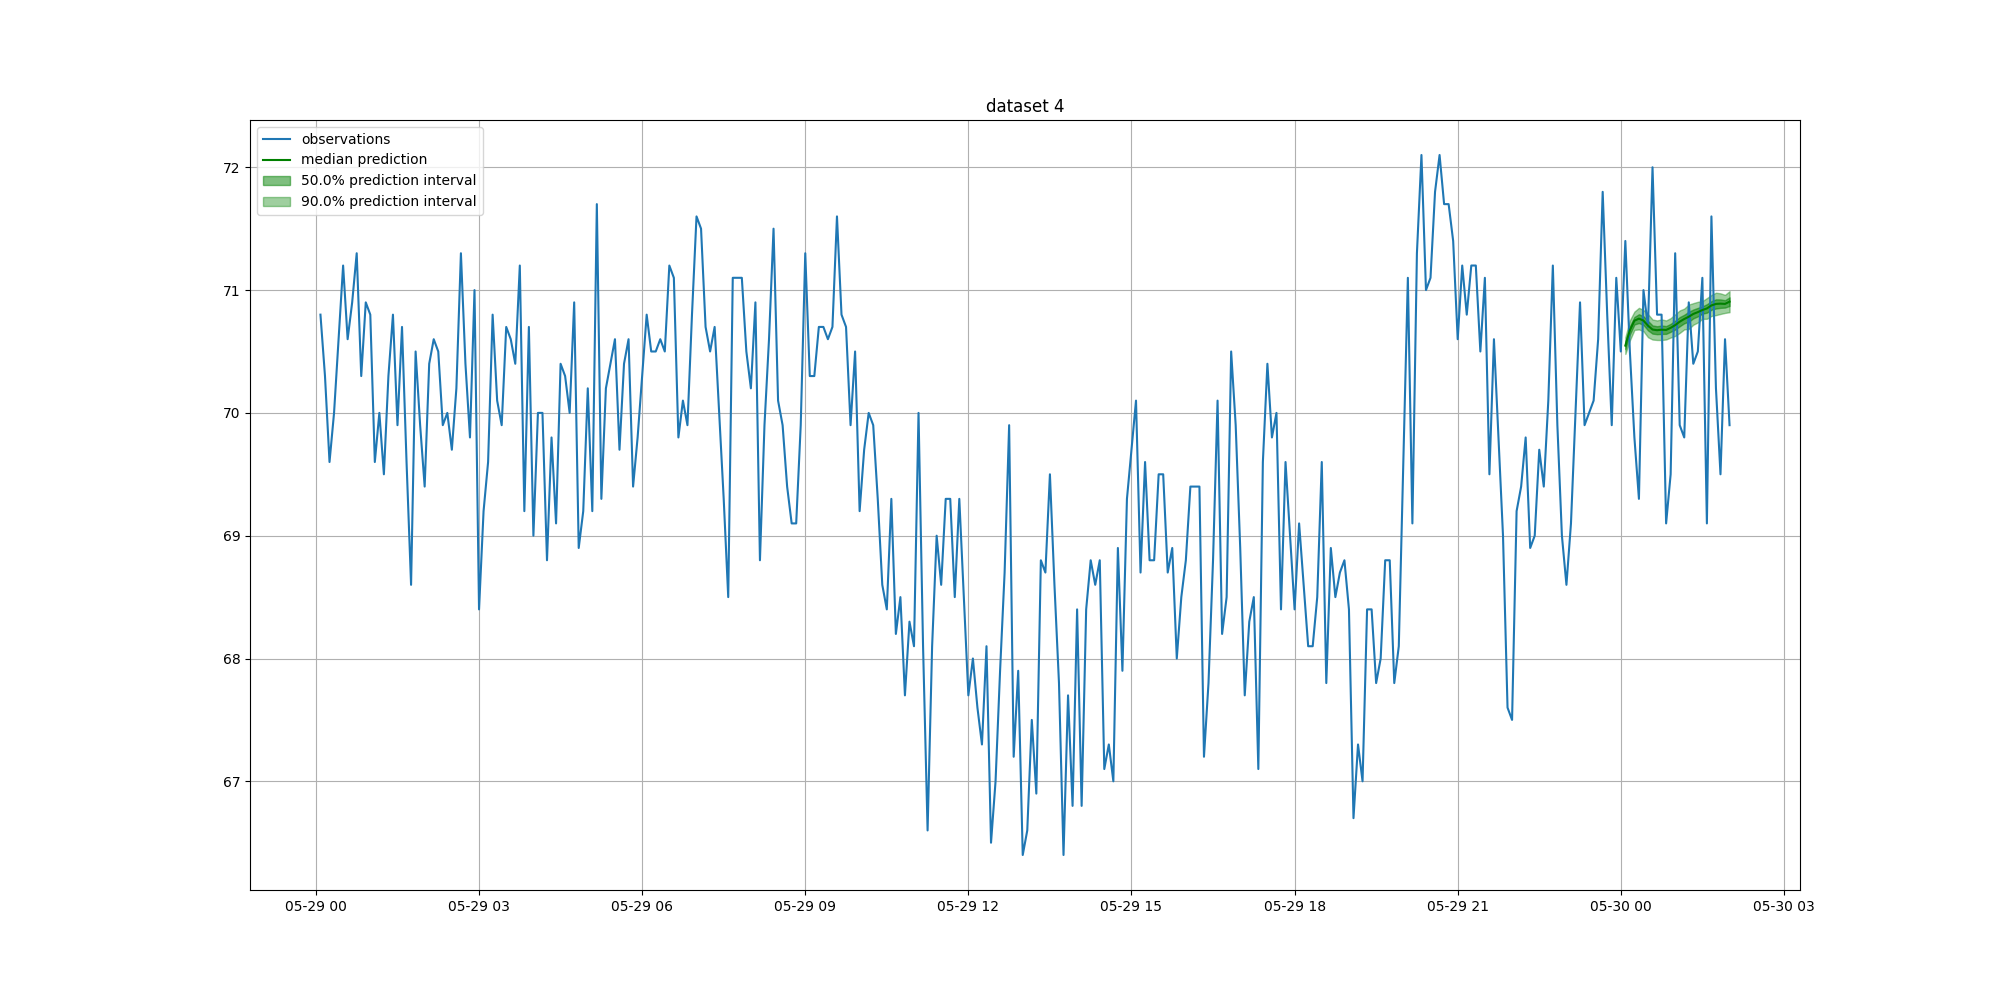 dataset 4
observations
median prediction
50.0% prediction interval
90.0% prediction interval
72
71
70
69
68
67
05-29 00 05-29 03 05-29 06 05-29 09 05-29 12 05-29 15 05-29 18 05-29 21 05-30 00 05-30 03